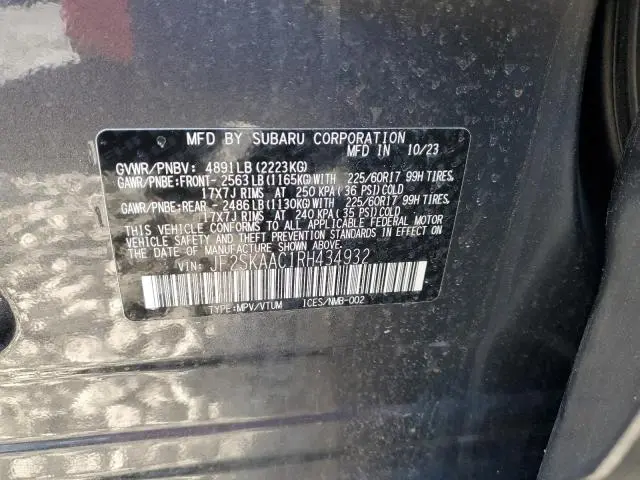 MFD BY SUBARU CORPORATION
MFD IN 10/23
GVWR/PNBV: 4891LB(2223KG)
GAWR/PNBE:FRONT- 2563LB(1165KG)WITH 225/60R17 99H TIRES,
17X7J RIMS AT 250 KPA(36 PSI)COLD
GAWR/PNBE:REAR - 2486LB(1130KG)WITH 225/60R17 99H TIRES,
17X7J RIMS AT 240 KPA(35 PSI)COLD
THIS VEHICLE CONFORMS TO ALL APPLICABLE FEDERAL MOTOR
VEHICLE SAFETY AND THEFT PREVENTION STANDARDS IN EFFECT ON
THE DATE OF MANUFACTURE SHOWN ABOVE.
VIN: JF2SKAAC1RH434932
TYPE:MPV/VTUM ICES/NMB-002